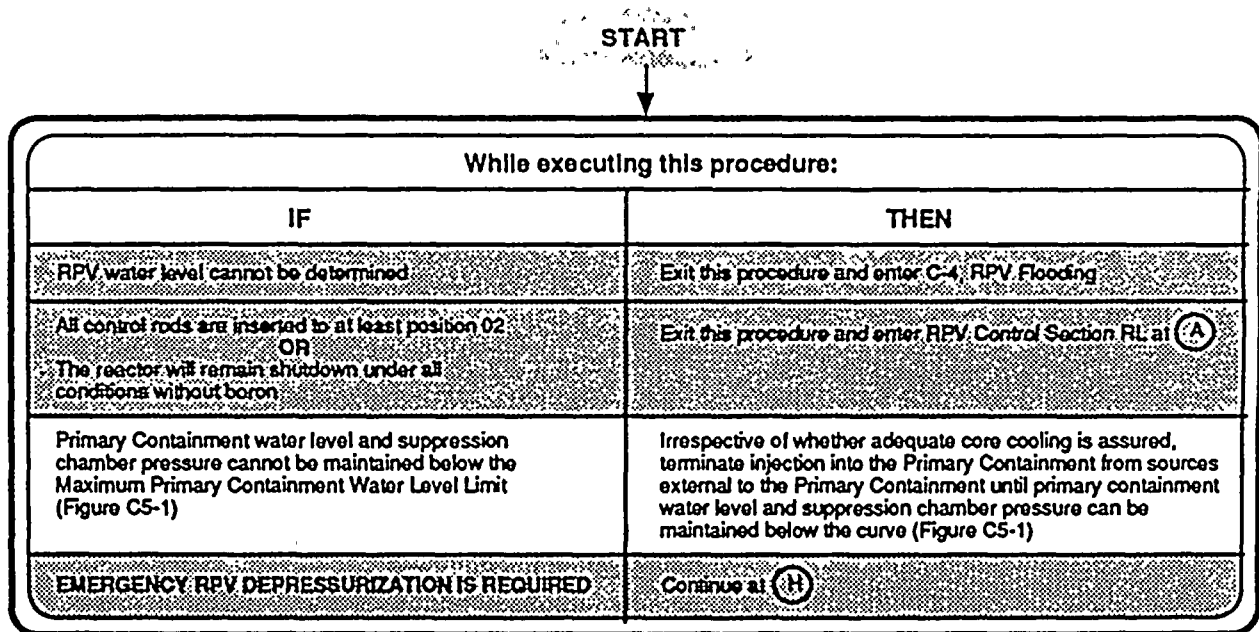 START
While executing this procedure:
IF
THEN
RPV water level cannot be determined
Exit this procedure and enter C-4, RPV Flooding
All control rods are inserted to at least position 02
OR
The reactor will remain shutdown under all
conditions without boron
Exit this procedure and enter RPV Control Section RL at A
Primary Containment water level and suppression
chamber pressure cannot be maintained below the
Maximum Primary Containment Water Level Limit
(Figure C5-1)
Irrespective of whether adequate core cooling is assured,
terminate injection into the Primary Containment from sources
external to the Primary Containment until primary containment
water level and suppression chamber pressure can be
maintained below the curve (Figure C5-1)
EMERGENCY RPV DEPRESSURIZATION IS REQUIRED
Continue at H